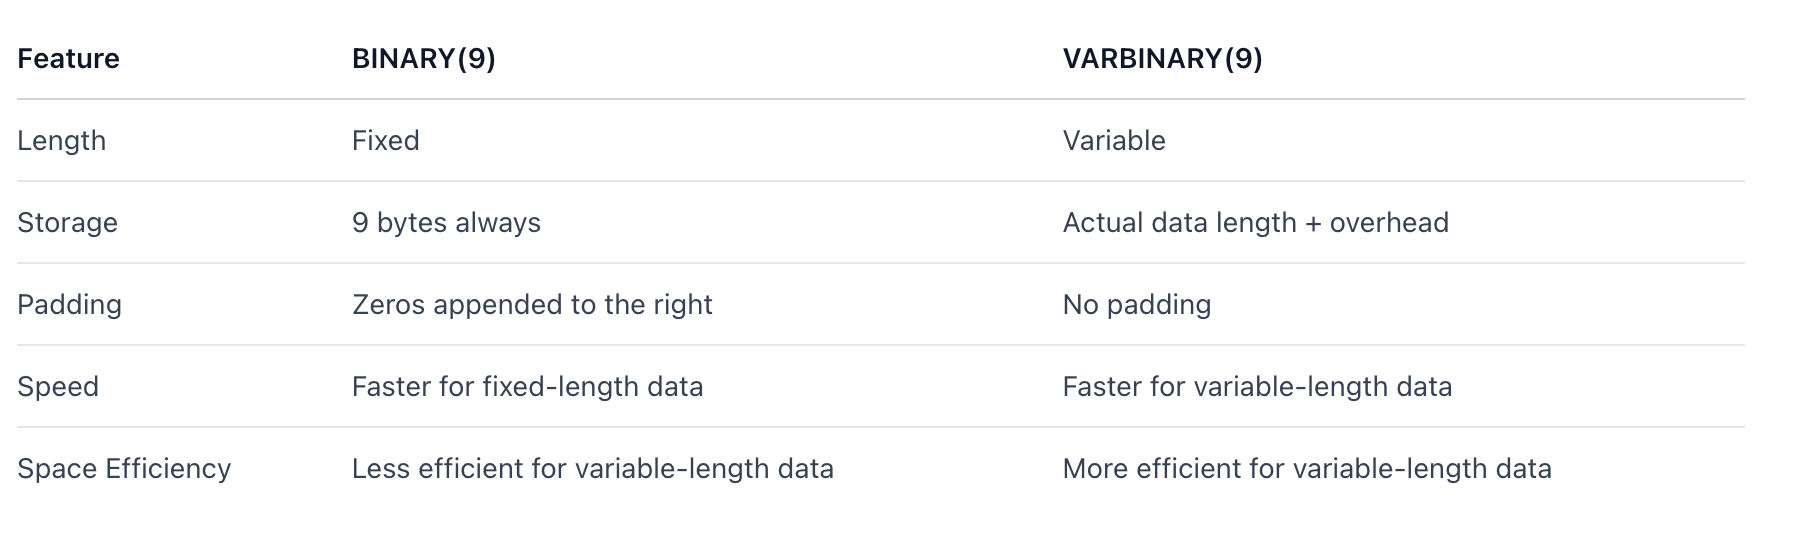 Feature BINARY(9) VARBINARY(9)
Length Fixed Variable
Storage 9 bytes always Actual data length + overhead
Padding Zeros appended to the right No padding
Speed Faster for fixed-length data Faster for variable-length data
Space Efficiency Less efficient for variable-length data More efficient for variable-length data